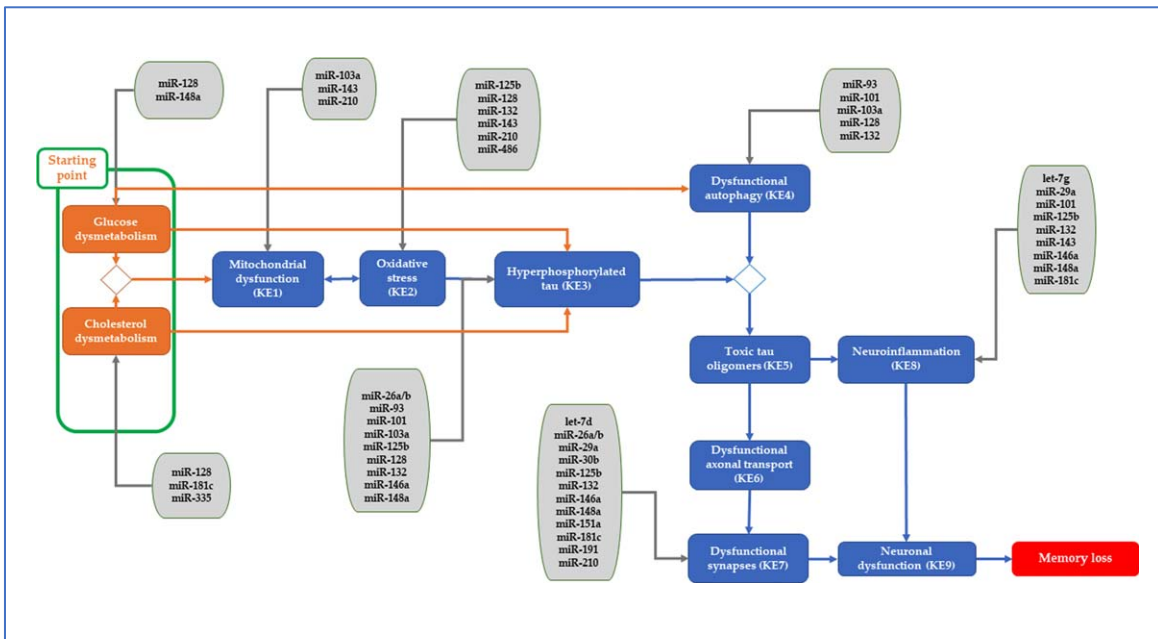 miR-128
miR-148a
miR-103a
miR-143
miR-210
miR-125b
miR-128
miR-132
miR-143
miR-210
miR-486
miR-93
miR-101
miR-103a
miR-128
miR-132
Starting
point
Glucose
dysmetabolism
Cholesterol
dysmetabolism
Mitochondrial
dysfunction
(KE1)
Oxidative
stress
(KE2)
Hyperphosphorylated
tau (KE3)
Dysfunctional
autophagy (KE4)
let-7g
miR-29a
miR-101
miR-125b
miR-132
miR-143
miR-146a
miR-148a
miR-181c
Toxic tau
oligomers (KE5)
Neuroinflammation
(KE8)
miR-128
miR-181c
miR-335
miR-26a/b
miR-93
miR-101
miR-103a
miR-125b
miR-128
miR-132
miR-146a
miR-148a
let-7d
miR-26a/b
miR-29a
miR-30b
miR-125b
miR-132
miR-146a
miR-148a
miR-151a
miR-181c
miR-191
miR-210
Dysfunctional
axonal transport
(KE6)
Dysfunctional
synapses (KE7)
Neuronal
dysfunction (KE9)
Memory loss